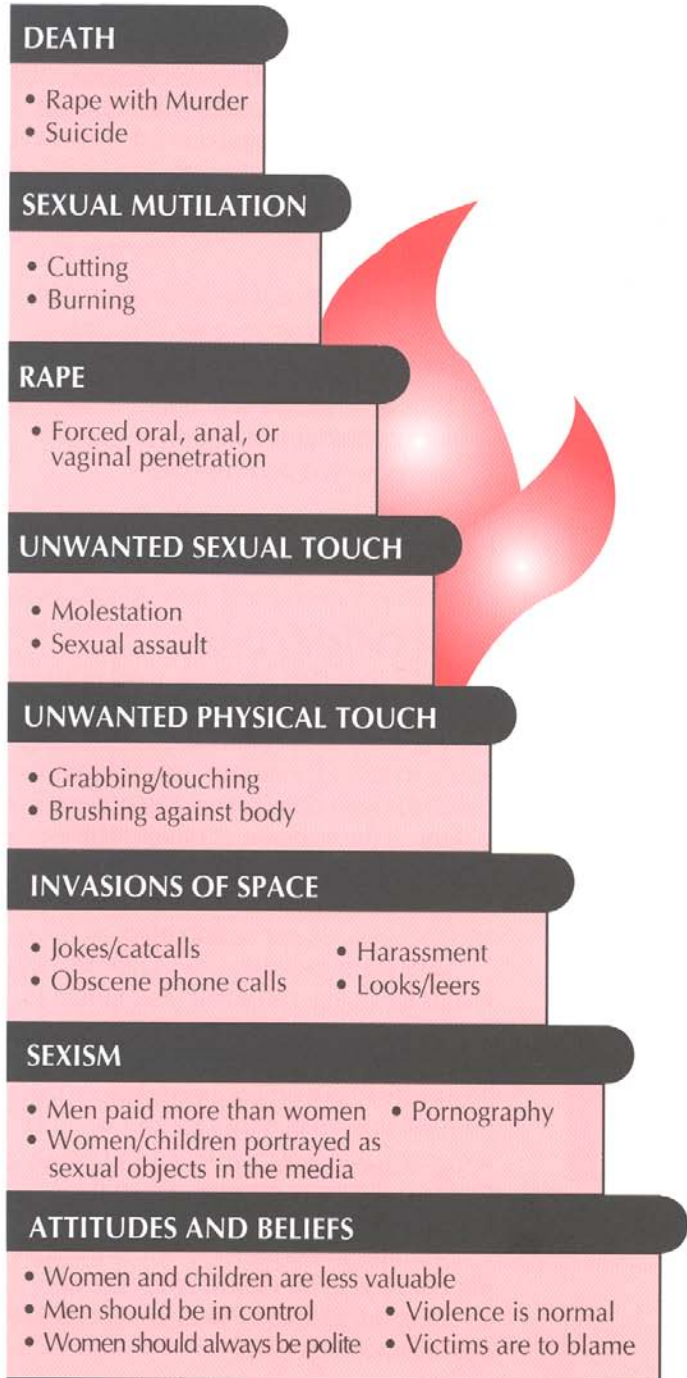 DEATH
• Rape with Murder
• Suicide
SEXUAL MUTILATION
• Cutting
• Burning
RAPE
• Forced oral, anal, or
vaginal penetration
UNWANTED SEXUAL TOUCH
• Molestation
• Sexual assault
UNWANTED PHYSICAL TOUCH
• Grabbing/touching
• Brushing against body
INVASIONS OF SPACE
• Jokes/catcalls • Harassment
• Obscene phone calls • Looks/leers
SEXISM
• Men paid more than women • Pornography
• Women/children portrayed as
sexual objects in the media
ATTITUDES AND BELIEFS
• Women and children are less valuable
• Men should be in control • Violence is normal
• Women should always be polite • Victims are to blame